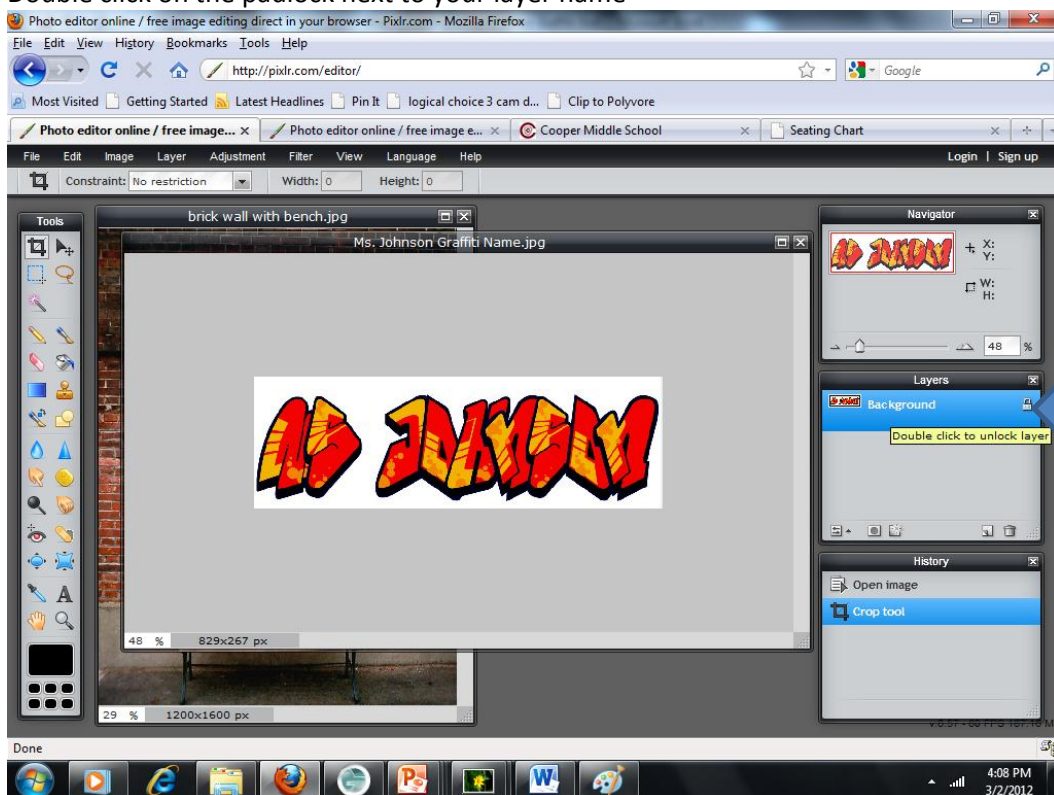 Double click on the padlock next to your layer name
Photo editor online / free image editing direct in your browser - Pixlr.com - Mozilla Firefox
File Edit View History Bookmarks Tools Help
http://pixlr.com/editor/
Google
Most Visited Getting Started Latest Headlines Pin It logical choice 3 cam d... Clip to Polyvore
Photo editor online / free image... × Photo editor online / free image e... × Cooper Middle School × Seating Chart ×
File Edit Image Layer Adjustment Filter View Language Help Login | Sign up
Constraint: No restriction Width: 0 Height: 0
Tools
brick wall with bench.jpg
Ms. Johnson Graffiti Name.jpg
MS JOHNSON
48 % 829x267 px
29 % 1200x1600 px
Navigator
X:
Y:
W:
H:
48 %
Layers
Background
Double click to unlock layer
History
Open image
Crop tool
Done
4:08 PM
3/2/2012